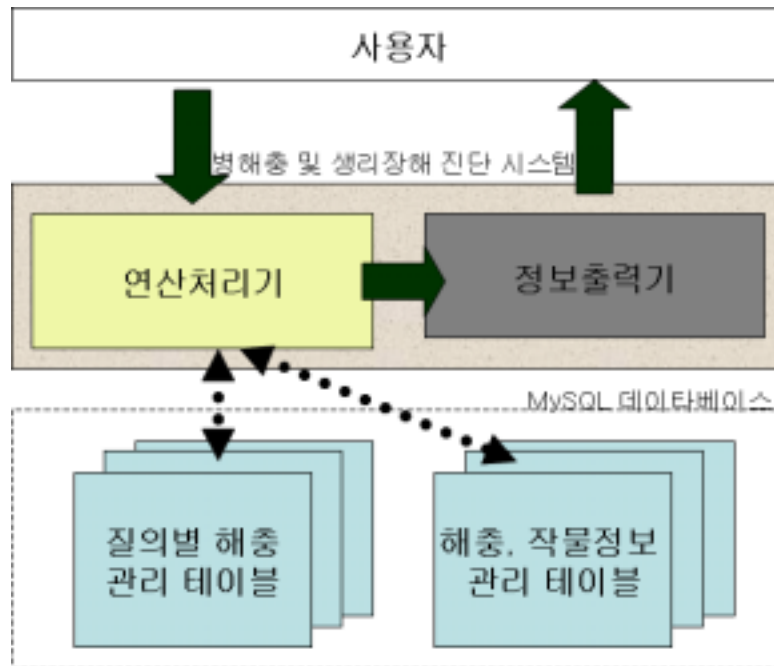 사용자
병해충 및 생리장해 진단 시스템
연산처리기
정보출력기
MySQL 데이타베이스
질의별 해충
관리 테이블
해충, 작물정보
관리 테이블